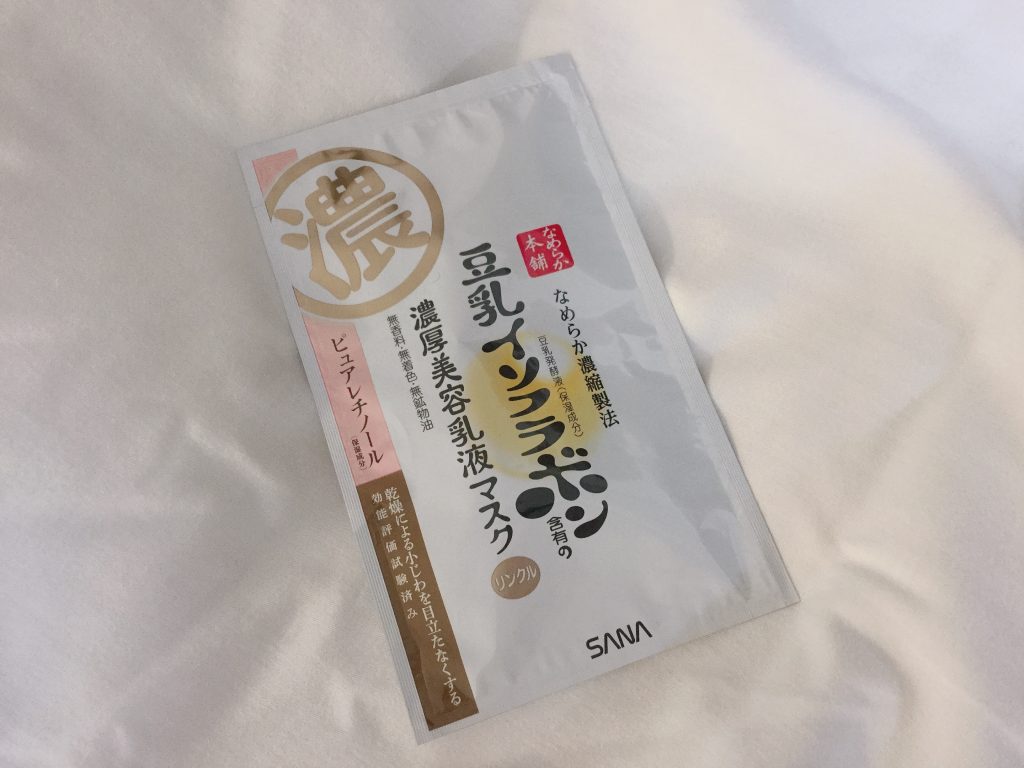 濃
なめらか
本舗
なめらか濃縮製法
豆乳発酵液(保湿成分)
豆乳イソフラボン
含有の
濃厚美容乳液マスク
リンクル
無香料・無着色・無鉱物油
ピュアレチノール
(保湿成分)
乾燥による小じわを目立たなくする
効能評価試験済み
SANA